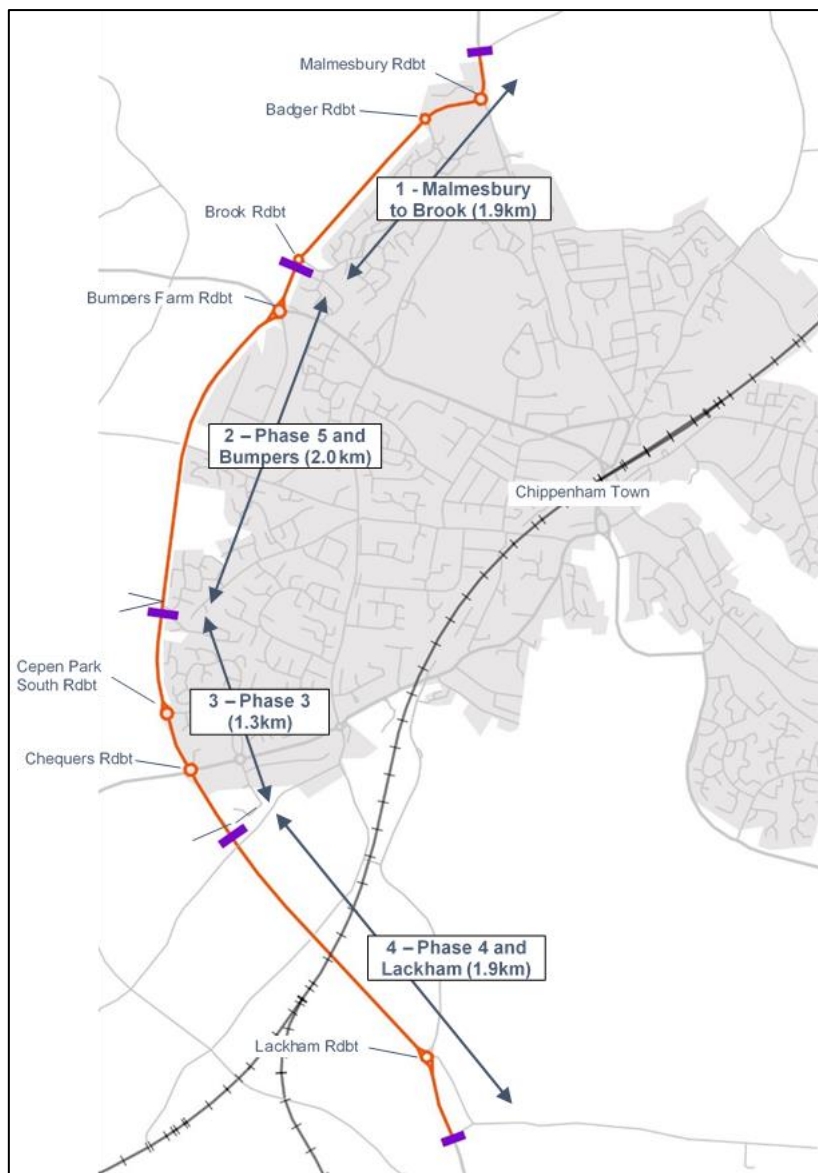 Malmesbury Rdbt
Badger Rdbt
1 - Malmesbury
to Brook (1.9km)
Brook Rdbt
Bumpers Farm Rdbt
2 – Phase 5 and
Bumpers (2.0km)
Chippenham Town
Cepen Park
South Rdbt
3 – Phase 3
(1.3km)
Chequers Rdbt
4 – Phase 4 and
Lackham (1.9km)
Lackham Rdbt